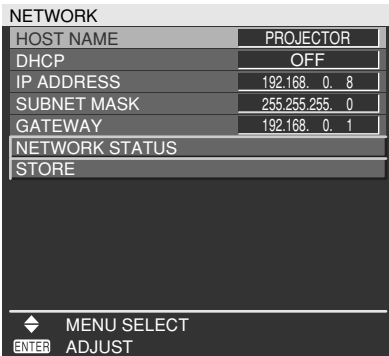 NETWORK
HOST NAME PROJECTOR
DHCP OFF
IP ADDRESS 192.168. 0. 8
SUBNET MASK 255.255.255. 0
GATEWAY 192.168. 0. 1
NETWORK STATUS
STORE
MENU SELECT
ENTER ADJUST